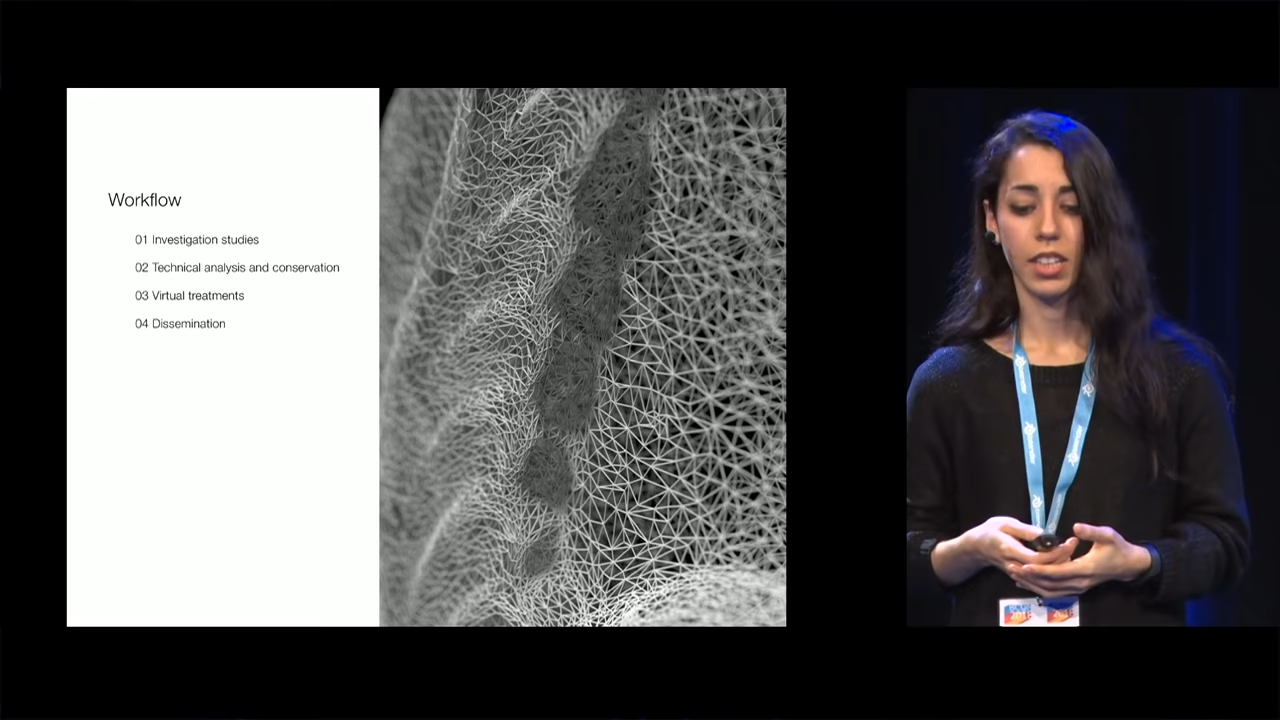 Workflow
01 Investigation studies
02 Technical analysis and conservation
03 Virtual treatments
04 Dissemination